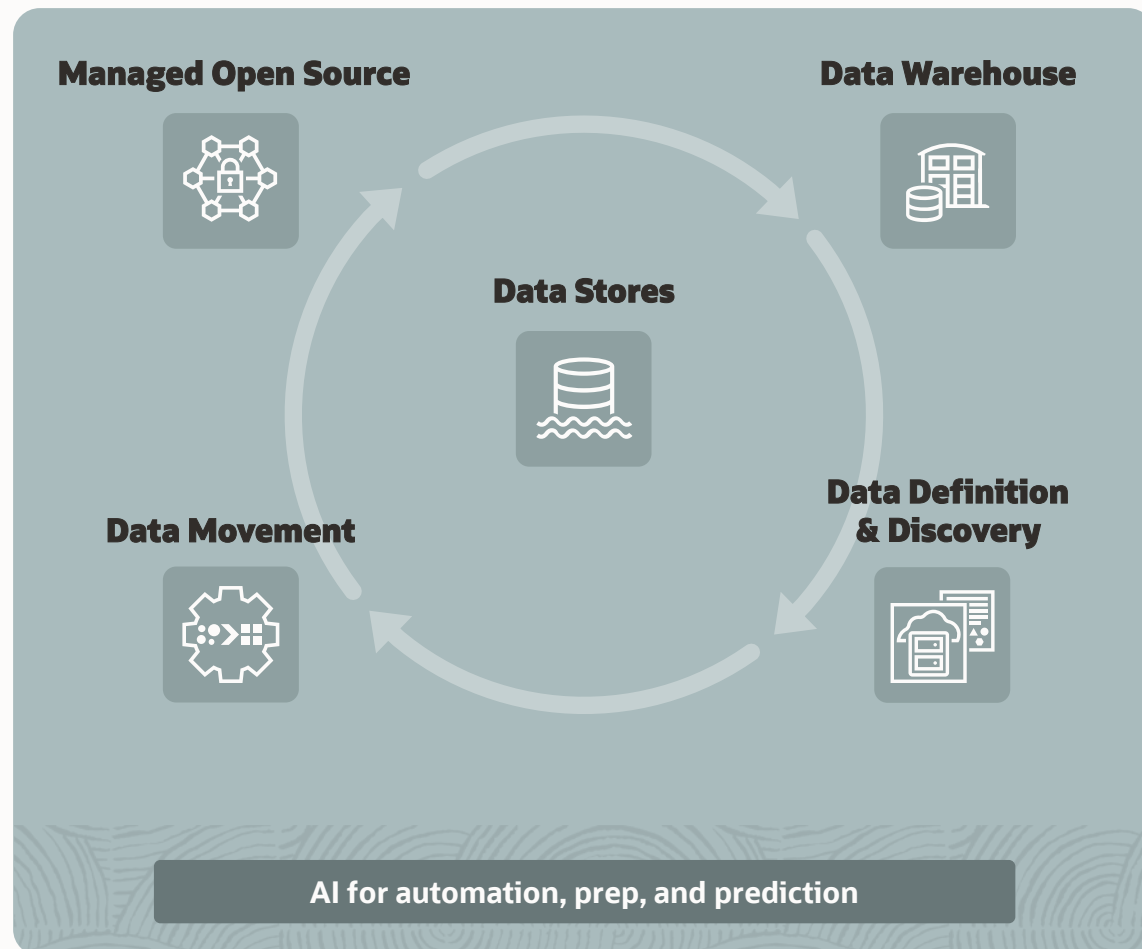 Managed Open Source
Data Warehouse
Data Stores
Data Definition
& Discovery
Data Movement
AI for automation, prep, and prediction